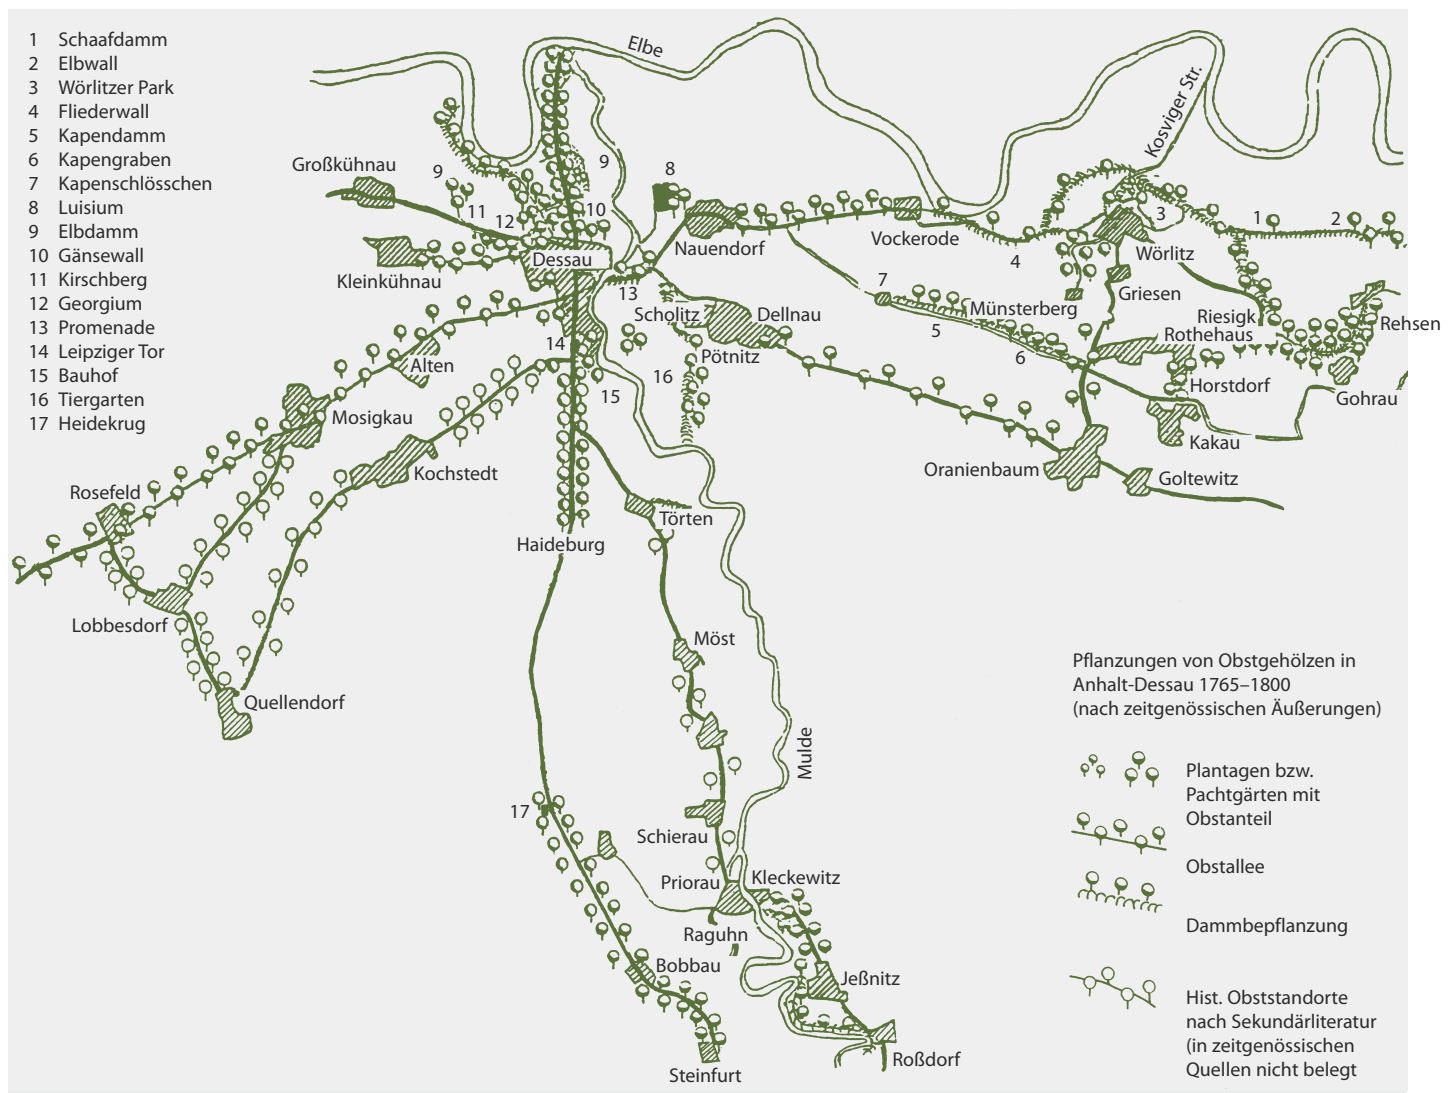 1 Schaafdamm
2 Elbwall
3 Wörlitzer Park
4 Fliederwall
5 Kapendamm
6 Kapengraben
7 Kapenschlösschen
8 Luisium
9 Elbdamm
10 Gänsewall
11 Kirschberg
12 Georgium
13 Promenade
14 Leipziger Tor
15 Bauhof
16 Tiergarten
17 Heidekrug
Elbe
Kosviger Str.
Großkühnau
9
9
8
11
12
10
3
1
2
Nauendorf
Vockerode
4
Wörlitz
Kleinkühnau
Dessau
7
13
Münsterberg
Griesen
Scholitz
Dellnau
5
6
Riesigk
Rothehaus
Rehsen
14
Pötnitz
Alten
16
15
Horstdorf
Gohrau
Mosigkau
Kakau
Kochstedt
Oranienbaum
Goltewitz
Rosefeld
Törten
Haideburg
Lobbesdorf
Möst
Quellendorf
Mulde
17
Schierau
Priorau
Kleckewitz
Raguhn
Bobbau
Jeßnitz
Roßdorf
Steinfurt
Pflanzungen von Obstgehölzen in
Anhalt-Dessau 1765–1800
(nach zeitgenössischen Äußerungen)
Plantagen bzw.
Pachtgärten mit
Obstanteil
Obstallee
Dammbepflanzung
Hist. Obststandorte
nach Sekundärliteratur
(in zeitgenössischen
Quellen nicht belegt